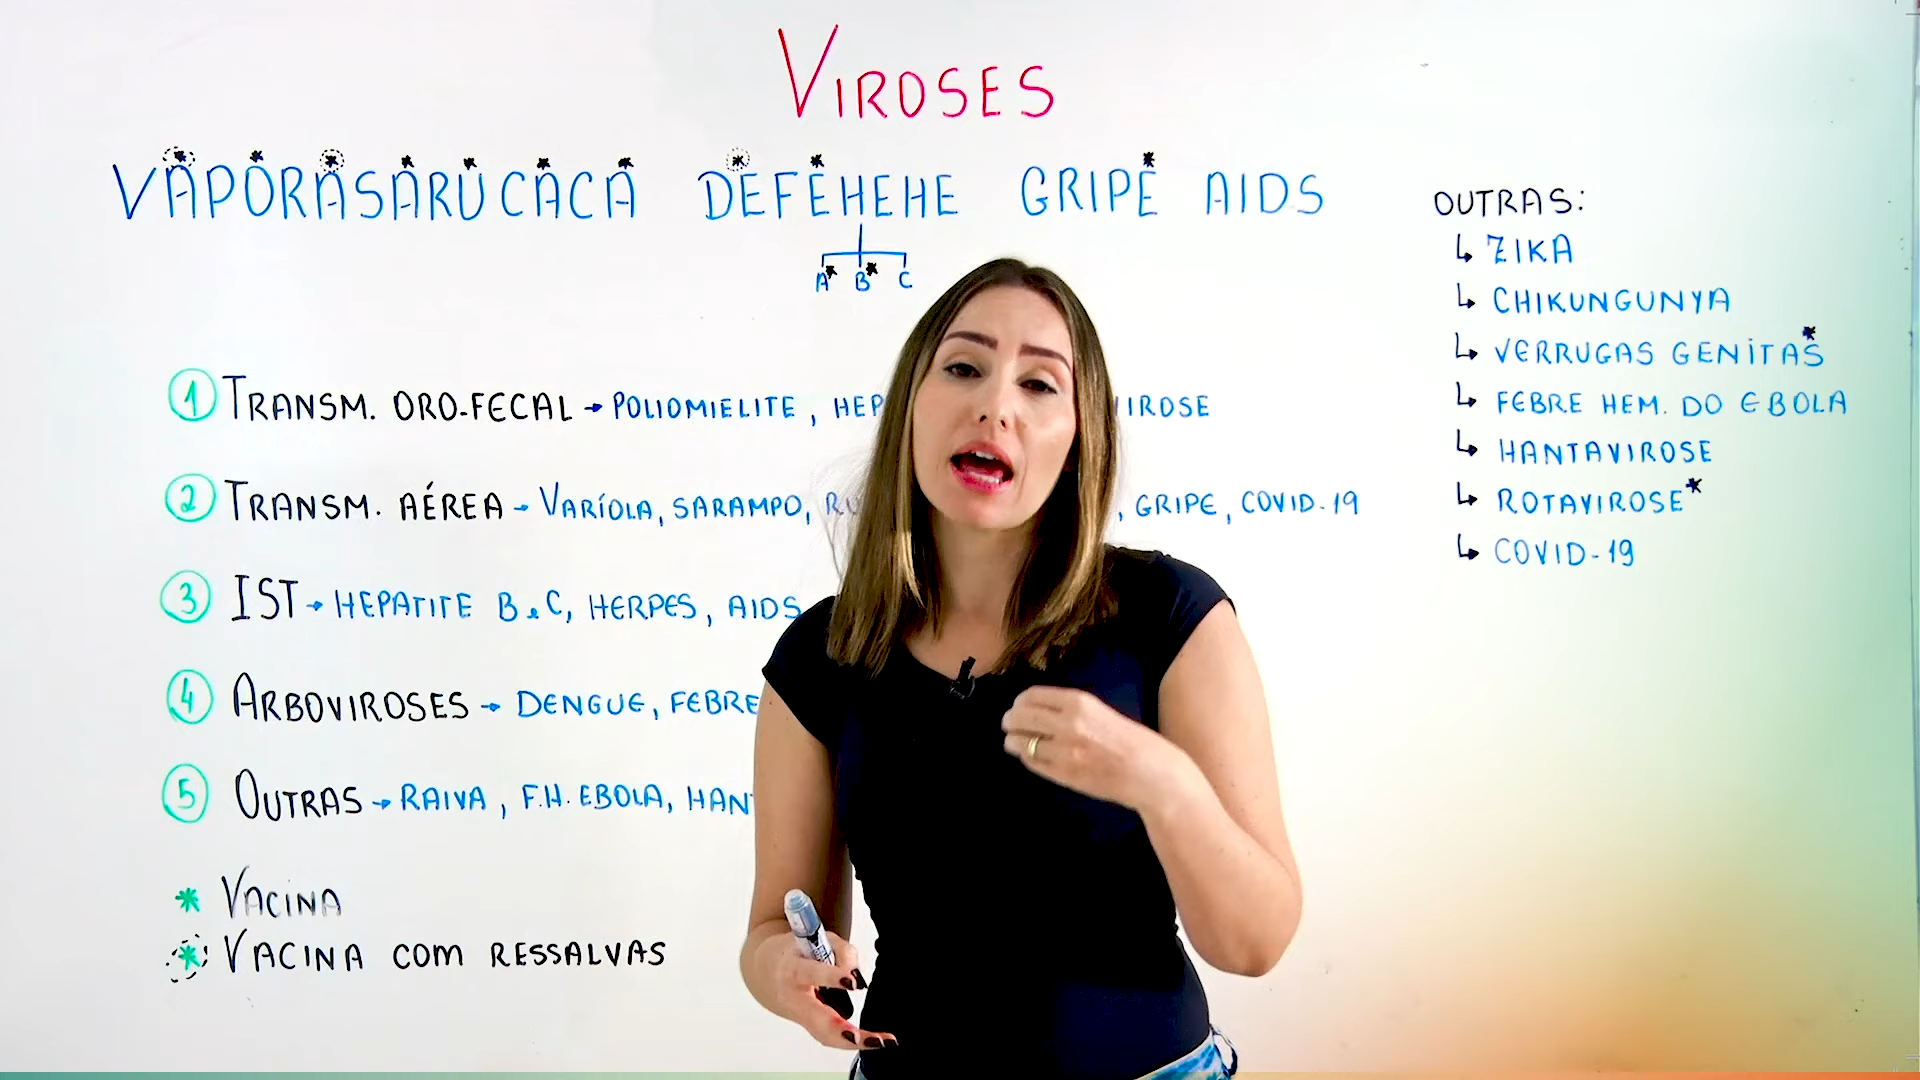 VIROSES
VAPORASARUCACA DEFEHEHE GRIPE AIDS
A* B* C
① TRANSM. ORO-FECAL → POLIOMIELITE, HEP IROSE
② TRANSM. AÉREA → VARÍOLA, SARAMPO, RU , GRIPE, COVID-19
③ IST → HEPATITE B e C, HERPES, AIDS
④ ARBOVIROSES → DENGUE, FEBRE
⑤ OUTRAS → RAIVA, F.H. EBOLA, HAN
* VACINA
* VACINA COM RESSALVAS
OUTRAS:
↳ ZIKA
↳ CHIKUNGUNYA
↳ VERRUGAS GENITAS*
↳ FEBRE HEM. DO EBOLA
↳ HANTAVIROSE
↳ ROTAVIROSE*
↳ COVID-19